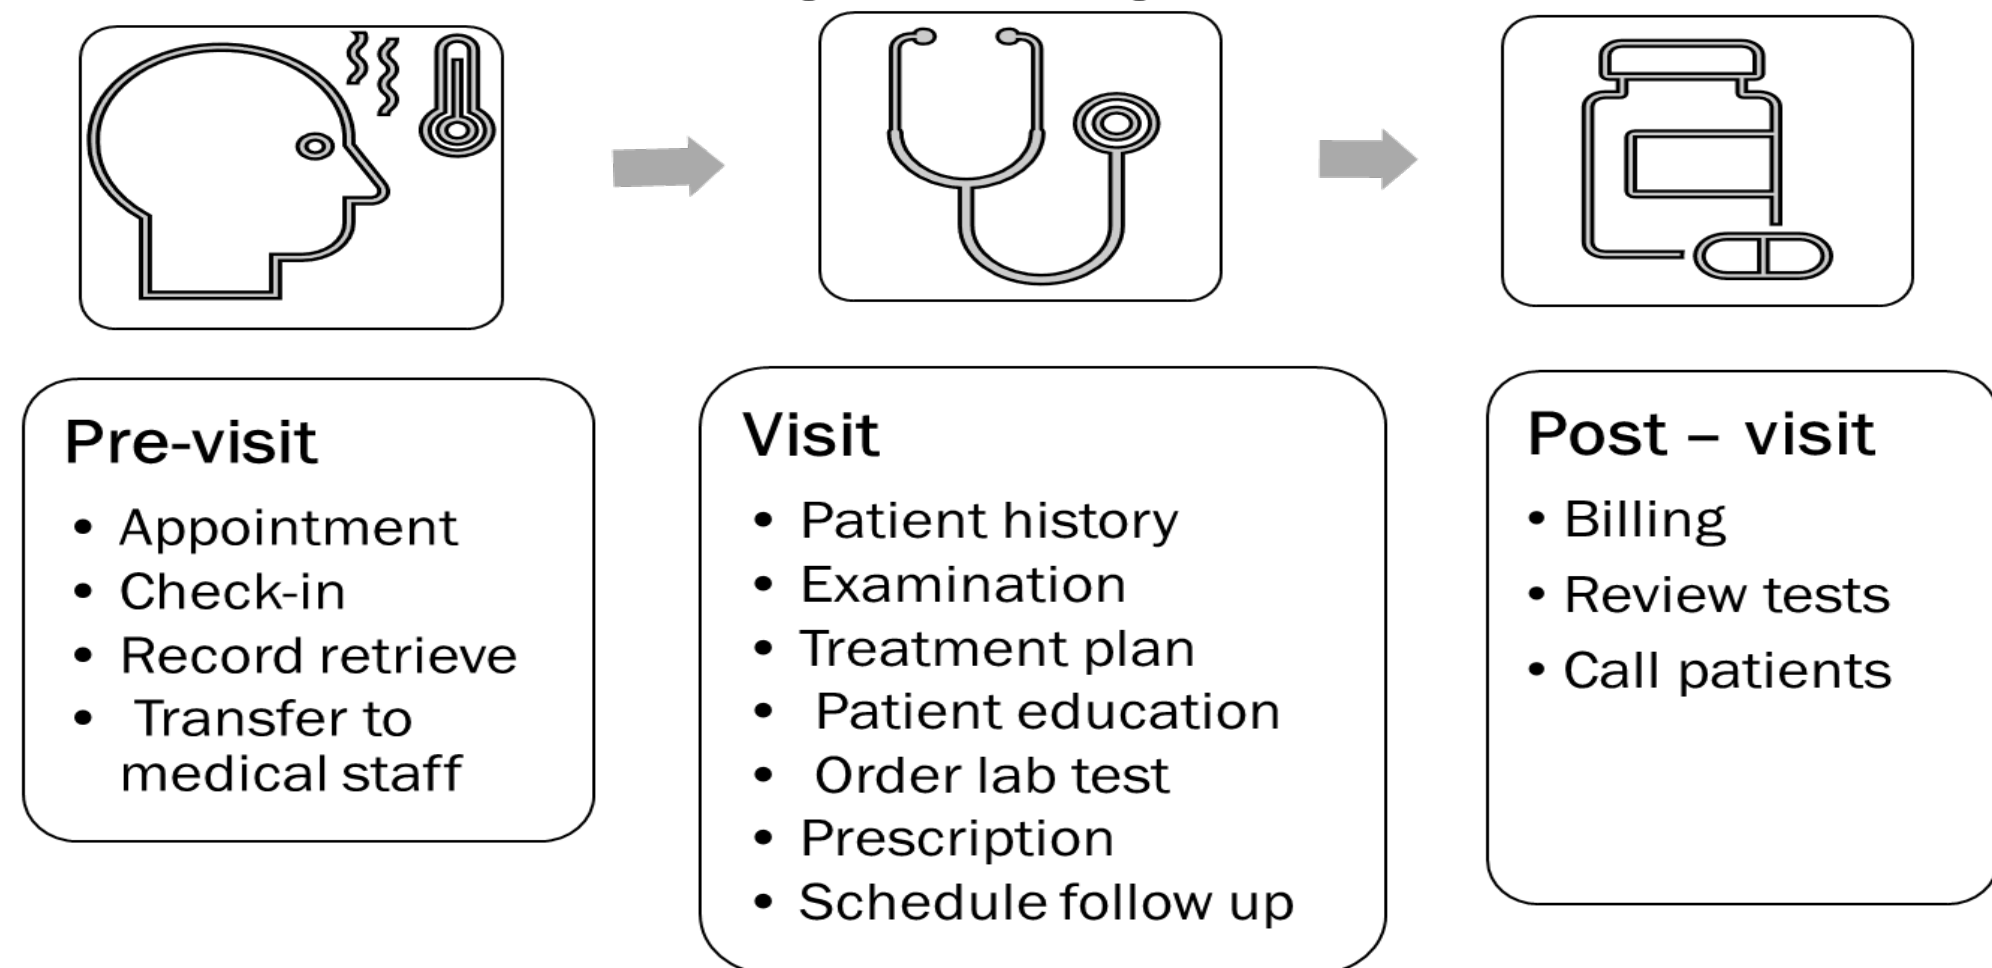 Pre-visit
• Appointment
• Check-in
• Record retrieve
• Transfer to
medical staff
Visit
• Patient history
• Examination
• Treatment plan
• Patient education
• Order lab test
• Prescription
• Schedule follow up
Post – visit
• Billing
• Review tests
• Call patients